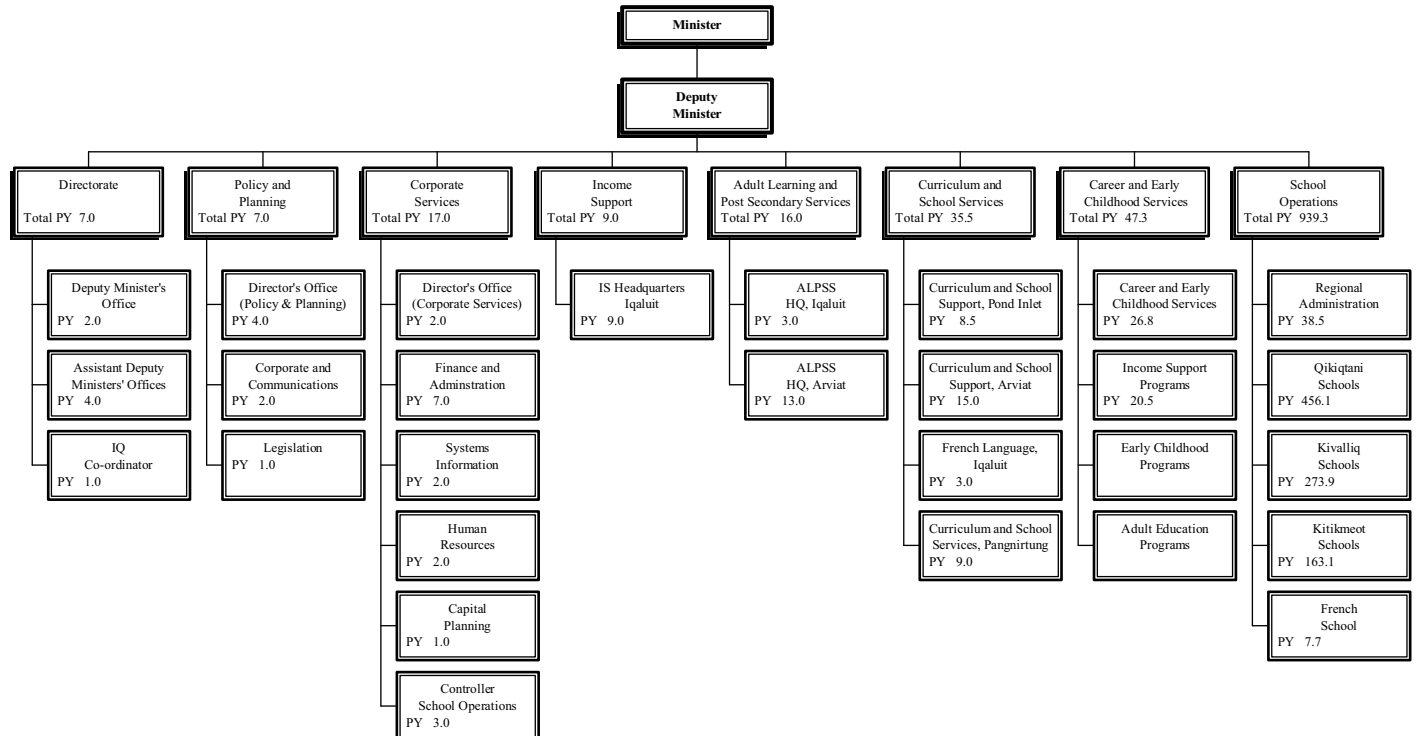 Minister
Deputy
Minister
Directorate
Total PY 7.0
Policy and
Planning
Total PY 7.0
Corporate
Services
Total PY 17.0
Income
Support
Total PY 9.0
Adult Learning and
Post Secondary Services
Total PY 16.0
Curriculum and
School Services
Total PY 35.5
Career and Early
Childhood Services
Total PY 47.3
School
Operations
Total PY 939.3
Deputy Minister's
Office
PY 2.0
Assistant Deputy
Ministers' Offices
PY 4.0
IQ
Co-ordinator
PY 1.0
Director's Office
(Policy & Planning)
PY 4.0
Corporate and
Communications
PY 2.0
Legislation
PY 1.0
Director's Office
(Corporate Services)
PY 2.0
Finance and
Adminstration
PY 7.0
Systems
Information
PY 2.0
Human
Resources
PY 2.0
Capital
Planning
PY 1.0
Controller
School Operations
PY 3.0
IS Headquarters
Iqaluit
PY 9.0
ALPSS
HQ, Iqaluit
PY 3.0
ALPSS
HQ, Arviat
PY 13.0
Curriculum and School
Support, Pond Inlet
PY 8.5
Curriculum and School
Support, Arviat
PY 15.0
French Language,
Iqaluit
PY 3.0
Curriculum and School
Services, Pangnirtung
PY 9.0
Career and Early
Childhood Services
PY 26.8
Income Support
Programs
PY 20.5
Early Childhood
Programs
Adult Education
Programs
Regional
Administration
PY 38.5
Qikiqtani
Schools
PY 456.1
Kivalliq
Schools
PY 273.9
Kitikmeot
Schools
PY 163.1
French
School
PY 7.7